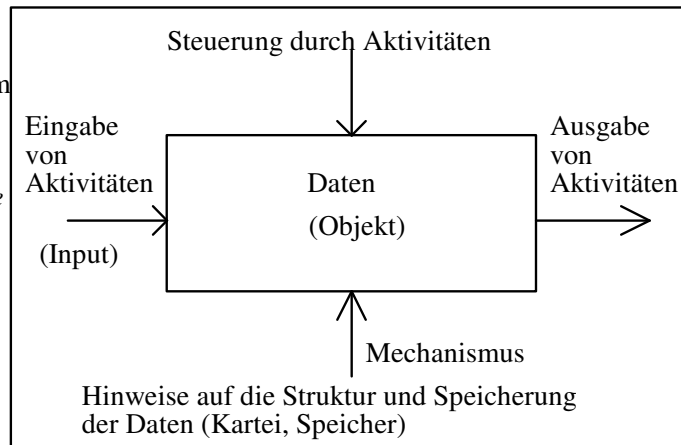 Steuerung durch Aktivitäten
m
Eingabe
von
Aktivitäten
e
(Input)
Daten
(Objekt)
Ausgabe
von
Aktivitäten
Mechanismus
Hinweise auf die Struktur und Speicherung
der Daten (Kartei, Speicher)